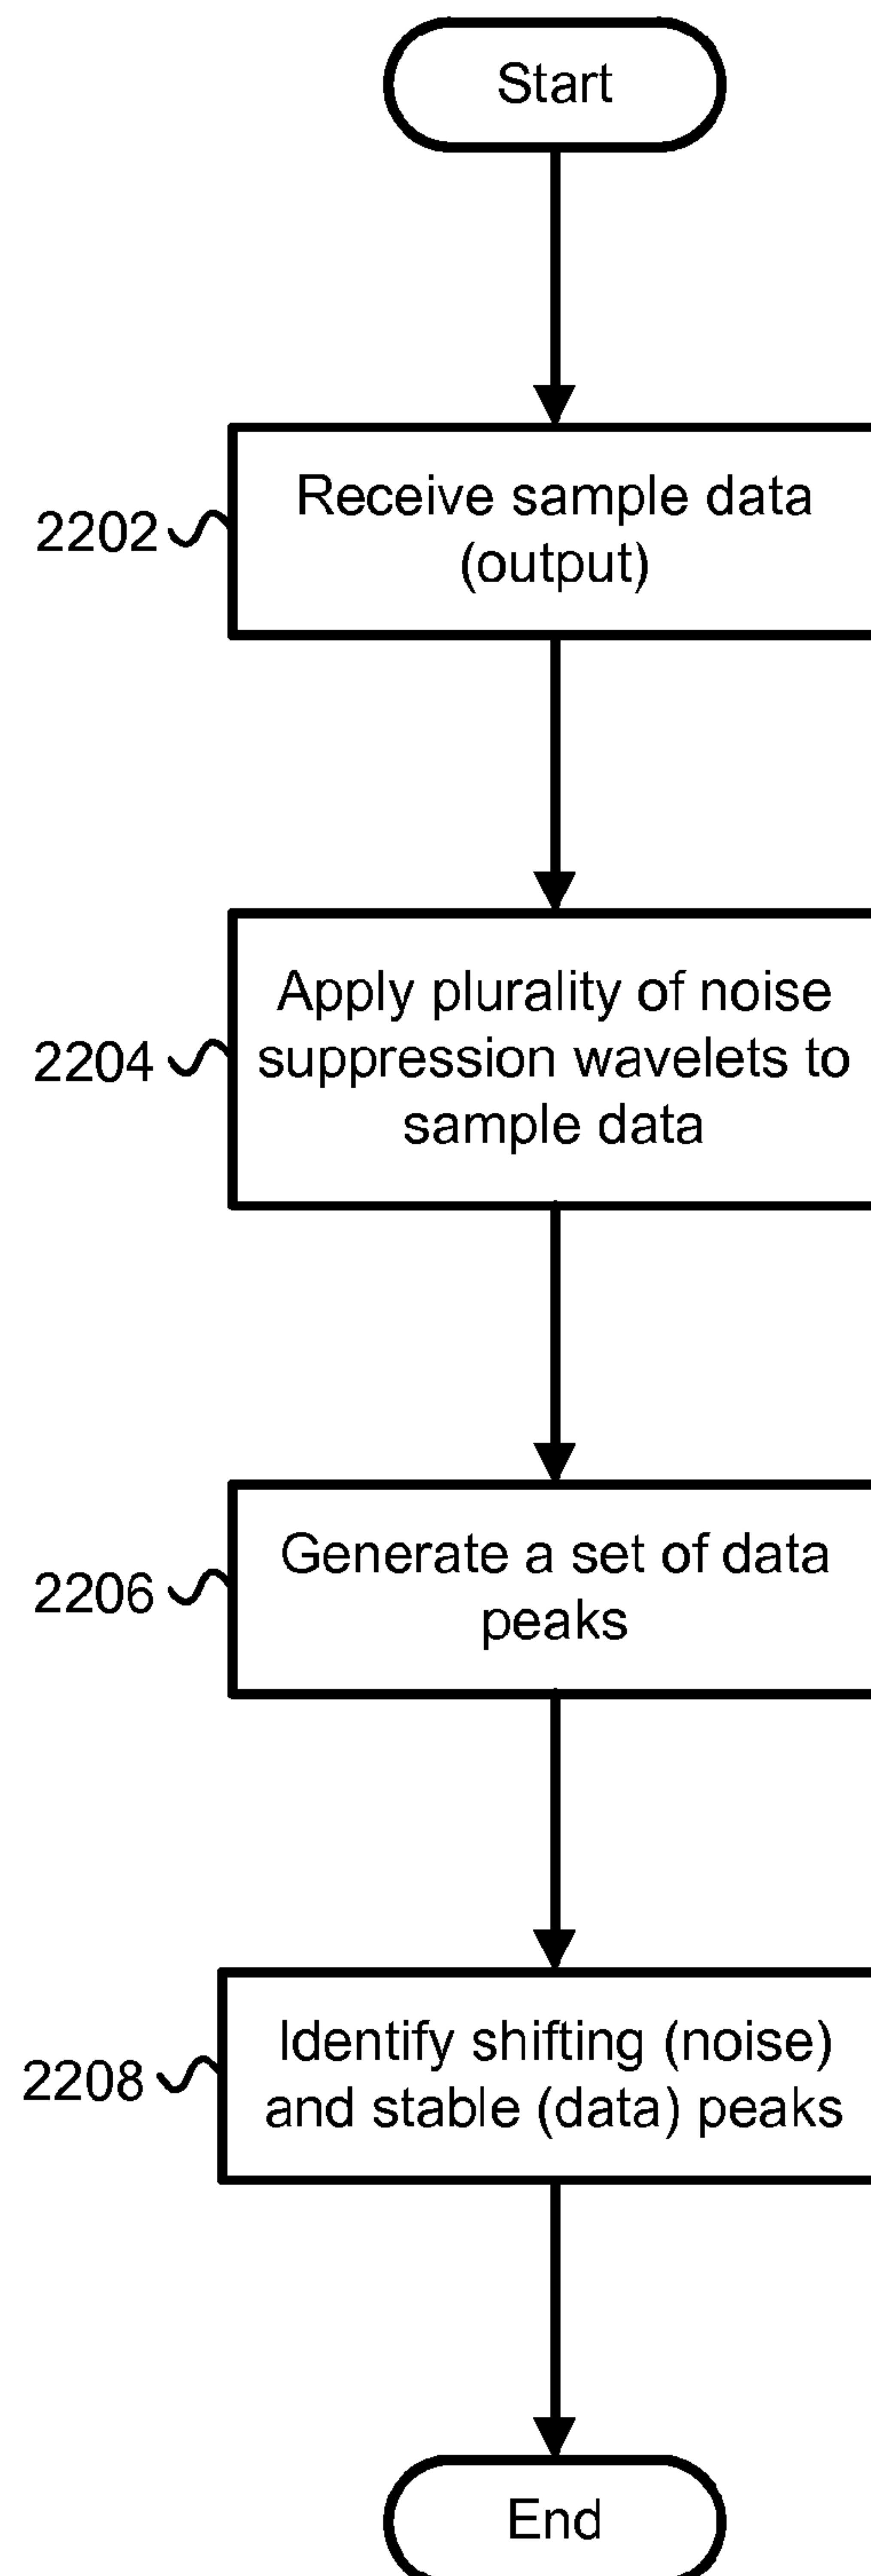 Start
2202
Receive sample data
(output)
2204
Apply plurality of noise
suppression wavelets to
sample data
2206
Generate a set of data
peaks
2208
Identify shifting (noise)
and stable (data) peaks
End